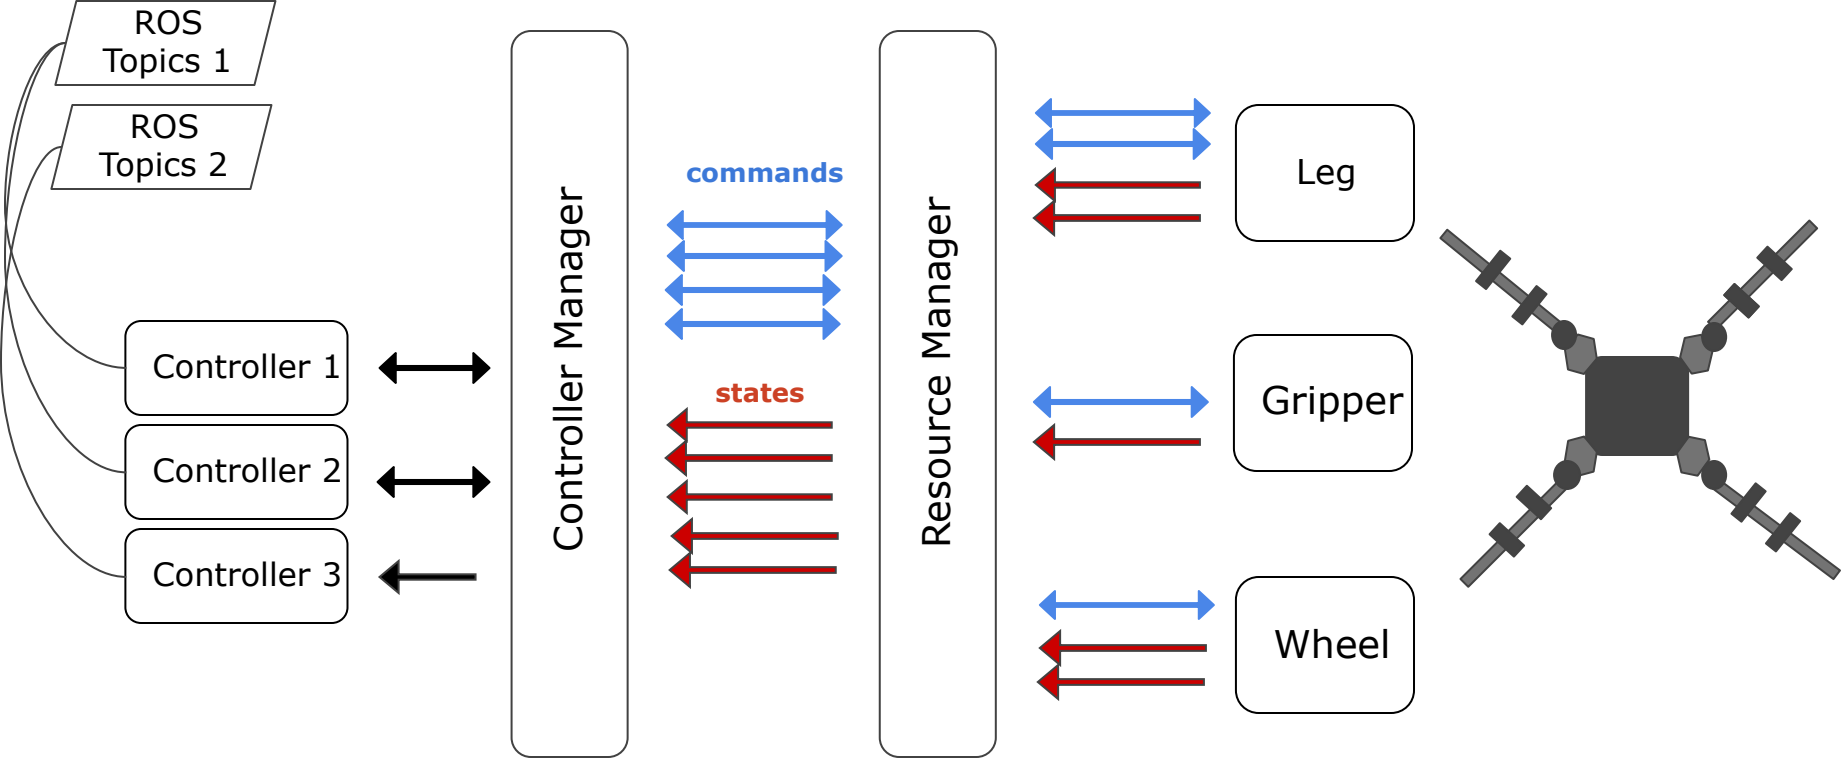 ROS
Topics 1
ROS
Topics 2
Controller 1
Controller 2
Controller 3
Controller Manager
commands
states
Resource Manager
Leg
Gripper
Wheel